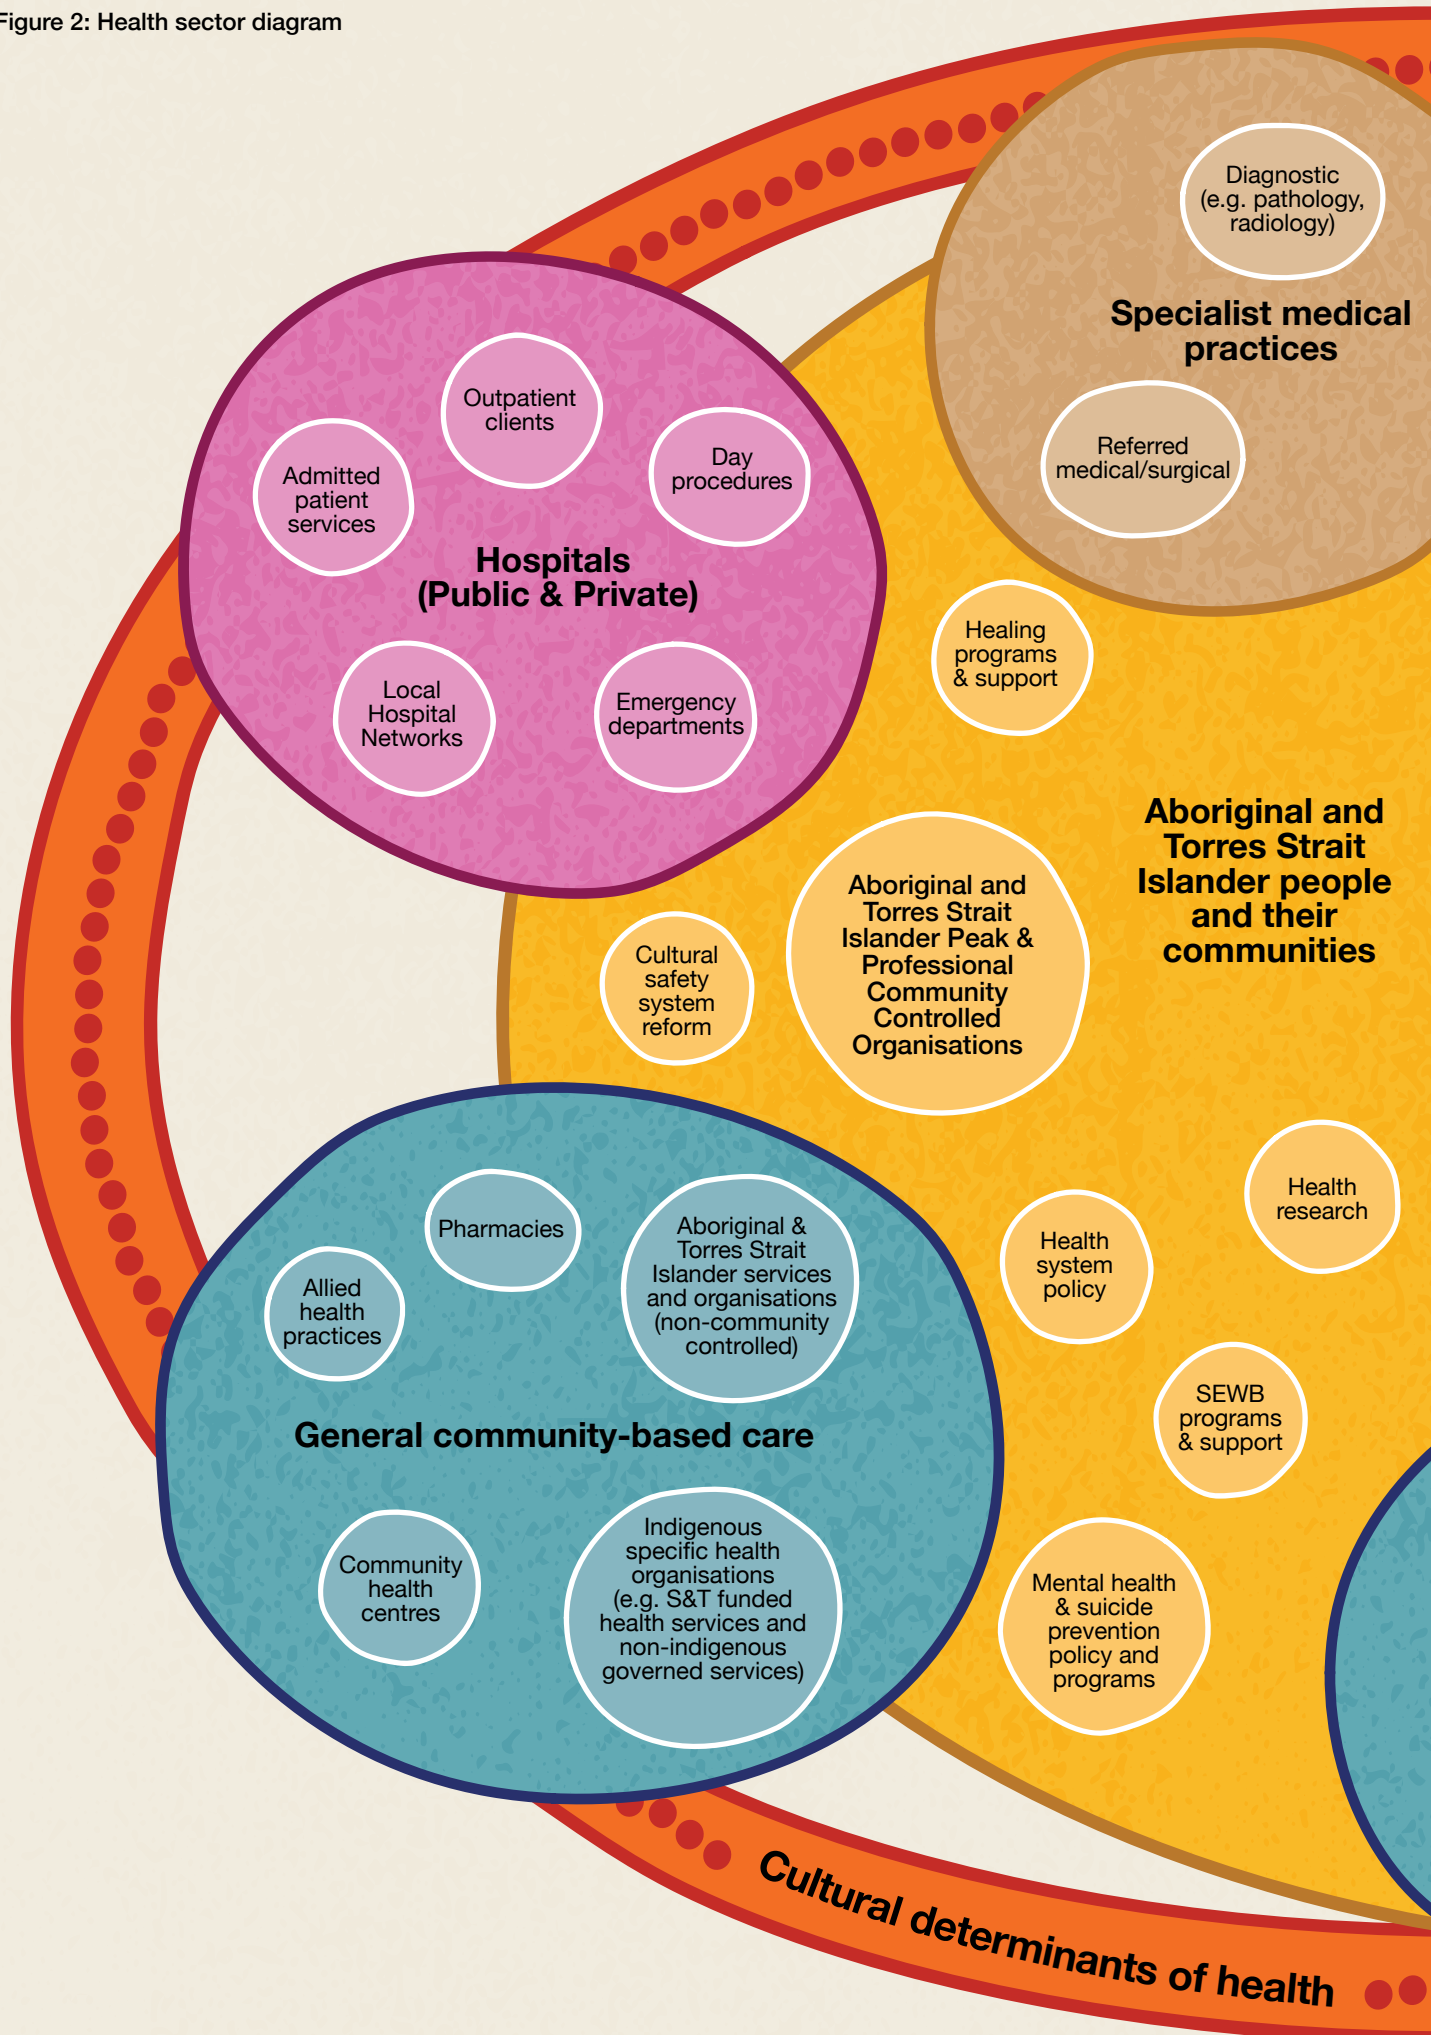 Figure 2: Health sector diagram
Diagnostic
(e.g. pathology,
radiology)
Specialist medical
practices
Referred
medical/surgical
Outpatient
clients
Admitted
patient
services
Day
procedures
Hospitals
(Public & Private)
Local
Hospital
Networks
Emergency
departments
Healing
programs
& support
Aboriginal and
Torres Strait
Islander people
and their
communities
Aboriginal and
Torres Strait
Islander Peak &
Professional
Community
Controlled
Organisations
Cultural
safety
system
reform
Pharmacies
Aboriginal &
Torres Strait
Islander services
and organisations
(non-community
controlled)
Allied
health
practices
General community-based care
Community
health
centres
Indigenous
specific health
organisations
(e.g. S&T funded
health services and
non-indigenous
governed services)
Health
research
Health
system
policy
SEWB
programs
& support
Mental health
& suicide
prevention
policy and
programs
Cultural determinants of health